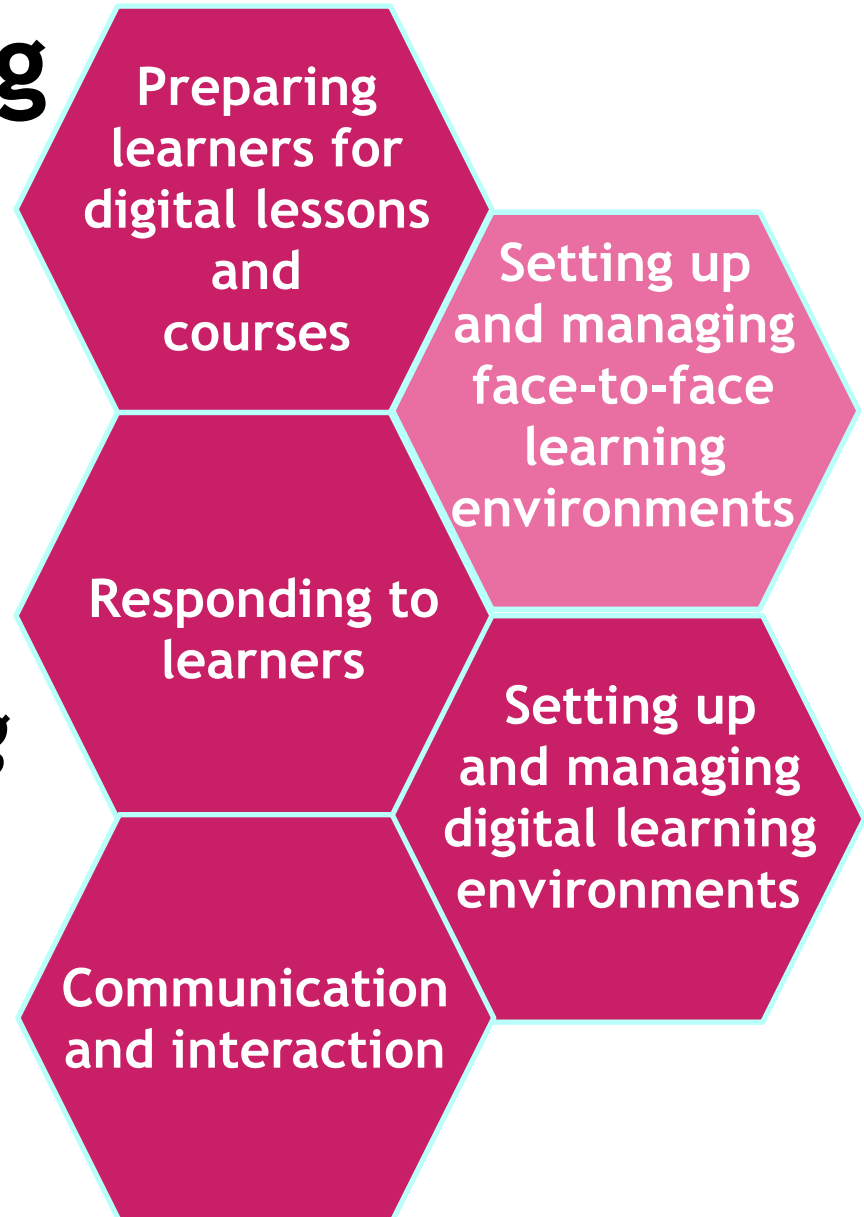 g
Preparing
learners for
digital lessons
and
courses
Setting up
and managing
face-to-face
learning
environments
Responding to
learners
g
Setting up
and managing
digital learning
environments
Communication
and interaction